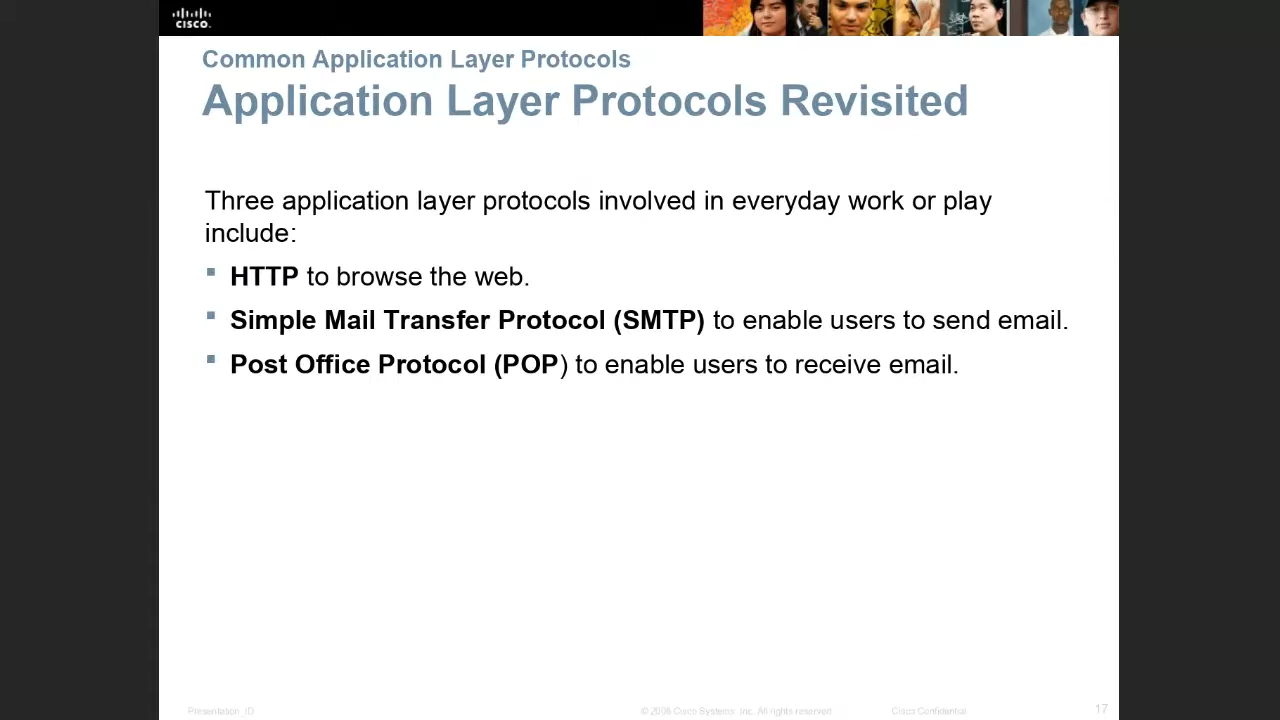 CISCO.
Common Application Layer Protocols
Application Layer Protocols Revisited
Three application layer protocols involved in everyday work or play
include:
HTTP to browse the web.
Simple Mail Transfer Protocol (SMTP) to enable users to send email.
Post Office Protocol (POP) to enable users to receive email.
Presentation_ID
© 2008 Cisco Systems, Inc. All rights reserved.
Cisco Confidential
17